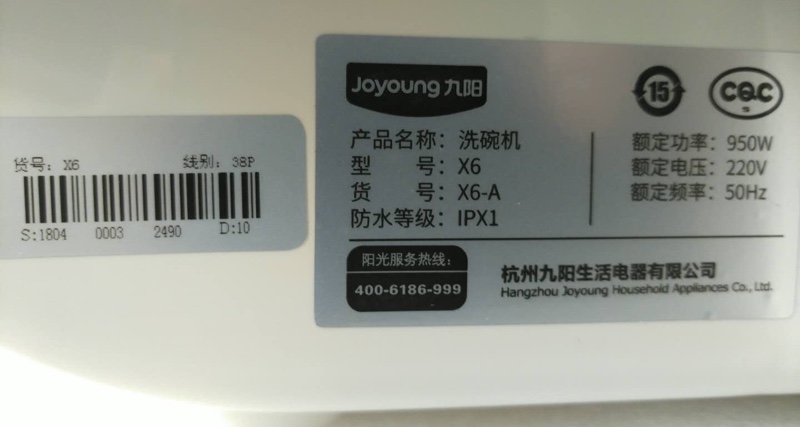 货号：X6 线别：38P
S:1804 0003 2490 D:10
Joyoung 九阳
15
CQC
S
产品名称：洗碗机
型 号：X6
货 号：X6-A
防水等级：IPX1
额定功率：950W
额定电压：220V
额定频率：50Hz
阳光服务热线：
400-6186-999
杭州九阳生活电器有限公司
Hangzhou Joyoung Household Appliances Co., Ltd.